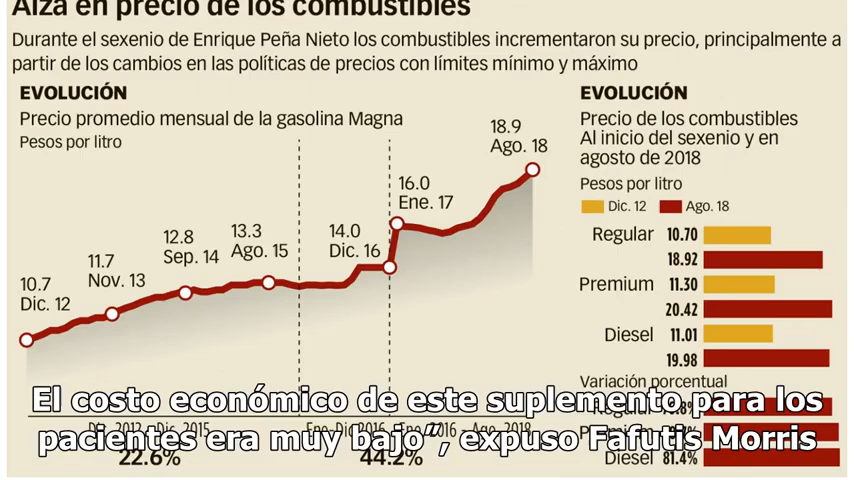 Alza en precio de los combustibles
Durante el sexenio de Enrique Peña Nieto los combustibles incrementaron su precio, principalmente a
partir de los cambios en las políticas de precios con límites mínimo y máximo
EVOLUCIÓN
Precio promedio mensual de la gasolina Magna
Pesos por litro
10.7
Dic. 12
11.7
Nov. 13
12.8
Sep. 14
13.3
Ago. 15
14.0
Dic. 16
16.0
Ene. 17
18.9
Ago. 18
22.6%
44.2%
EVOLUCIÓN
Precio de los combustibles
Al inicio del sexenio y en
agosto de 2018
Pesos por litro
Dic. 12 Ago. 18
Regular 10.70
18.92
Premium 11.30
20.42
Diesel 11.01
19.98
Variación porcentual
Diesel 81.4%
El costo económico de este suplemento para los
pacientes era muy bajo”, expuso Fafutis Morris